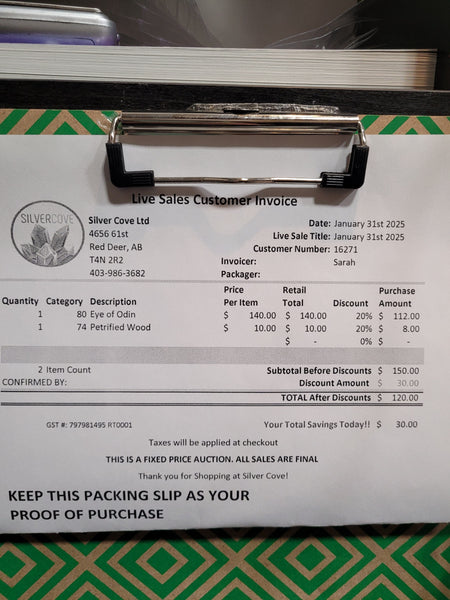 Live Sales Customer Invoice
SILVERCOVE
Silver Cove Ltd
4656 61st
Red Deer, AB
T4N 2R2
403-986-3682
Date: January 31st 2025
Live Sale Title: January 31st 2025
Customer Number: 16271
Invoicer: Sarah
Packager:
Quantity Category Description Price Per Item Retail Total Discount Purchase Amount
1 80 Eye of Odin $ 140.00 $ 140.00 20% $ 112.00
1 74 Petrified Wood $ 10.00 $ 10.00 20% $ 8.00
$ - 0% $ -
2 Item Count Subtotal Before Discounts $ 150.00
CONFIRMED BY: Discount Amount $ 30.00
TOTAL After Discounts $ 120.00
GST #: 797981495 RT0001 Your Total Savings Today!! $ 30.00
Taxes will be applied at checkout
THIS IS A FIXED PRICE AUCTION. ALL SALES ARE FINAL
Thank you for Shopping at Silver Cove!
KEEP THIS PACKING SLIP AS YOUR
PROOF OF PURCHASE